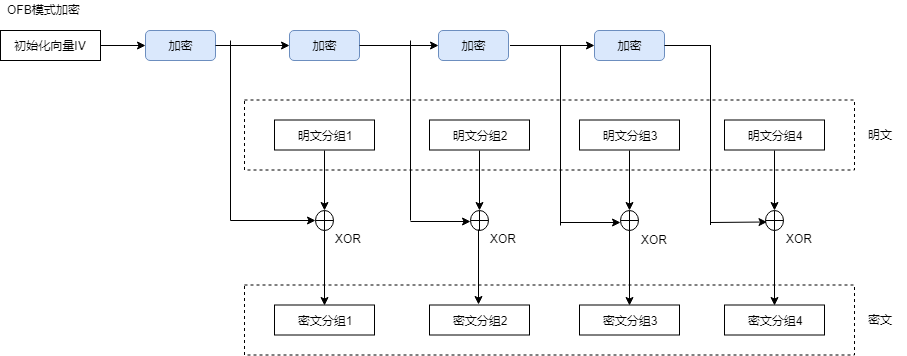 OFB模式加密
初始化向量IV
加密
加密
加密
加密
明文分组1
明文分组2
明文分组3
明文分组4
明文
XOR
XOR
XOR
XOR
密文分组1
密文分组2
密文分组3
密文分组4
密文